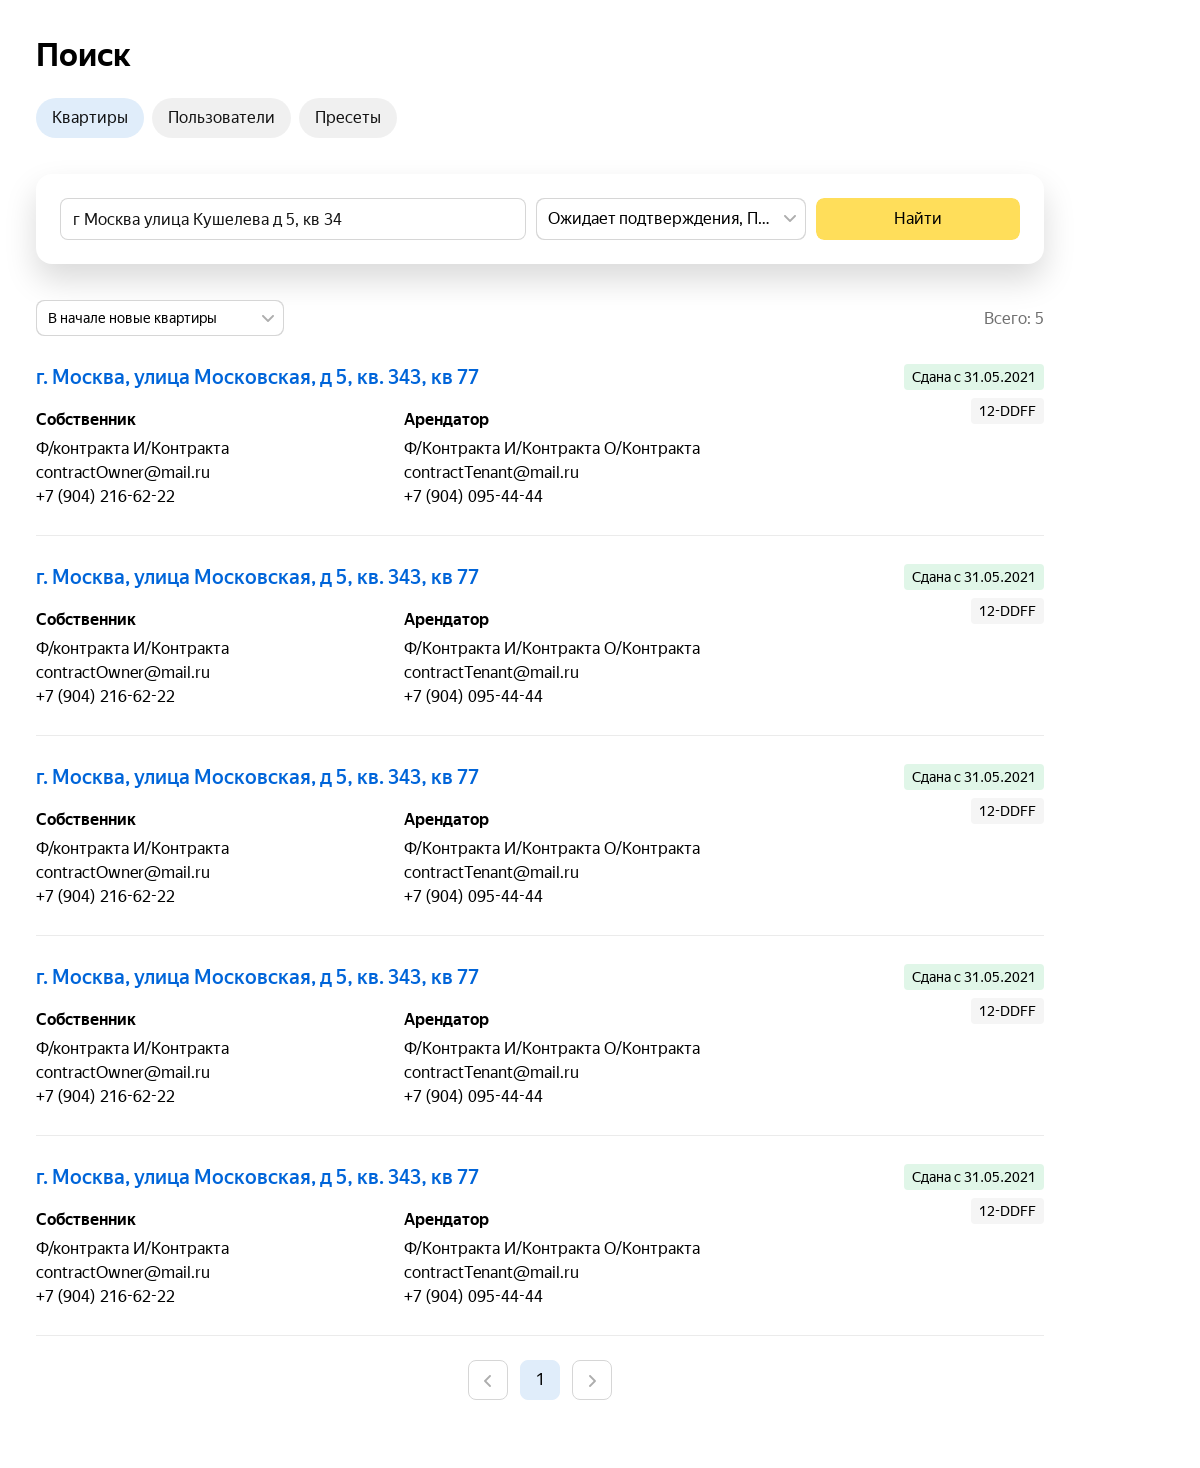 Поиск
Квартиры Пользователи Пресеты
г Москва улица Кушелева д 5, кв 34 Ожидает подтверждения, П... Найти
В начале новые квартиры Всего: 5
г. Москва, улица Московская, д 5, кв. 343, кв 77 Сдана с 31.05.2021
12-DDFF
Собственник Арендатор
Ф/контракта И/Контракта Ф/Контракта И/Контракта О/Контракта
contractOwner@mail.ru contractTenant@mail.ru
+7 (904) 216-62-22 +7 (904) 095-44-44
г. Москва, улица Московская, д 5, кв. 343, кв 77 Сдана с 31.05.2021
12-DDFF
Собственник Арендатор
Ф/контракта И/Контракта Ф/Контракта И/Контракта О/Контракта
contractOwner@mail.ru contractTenant@mail.ru
+7 (904) 216-62-22 +7 (904) 095-44-44
г. Москва, улица Московская, д 5, кв. 343, кв 77 Сдана с 31.05.2021
12-DDFF
Собственник Арендатор
Ф/контракта И/Контракта Ф/Контракта И/Контракта О/Контракта
contractOwner@mail.ru contractTenant@mail.ru
+7 (904) 216-62-22 +7 (904) 095-44-44
г. Москва, улица Московская, д 5, кв. 343, кв 77 Сдана с 31.05.2021
12-DDFF
Собственник Арендатор
Ф/контракта И/Контракта Ф/Контракта И/Контракта О/Контракта
contractOwner@mail.ru contractTenant@mail.ru
+7 (904) 216-62-22 +7 (904) 095-44-44
г. Москва, улица Московская, д 5, кв. 343, кв 77 Сдана с 31.05.2021
12-DDFF
Собственник Арендатор
Ф/контракта И/Контракта Ф/Контракта И/Контракта О/Контракта
contractOwner@mail.ru contractTenant@mail.ru
+7 (904) 216-62-22 +7 (904) 095-44-44
1